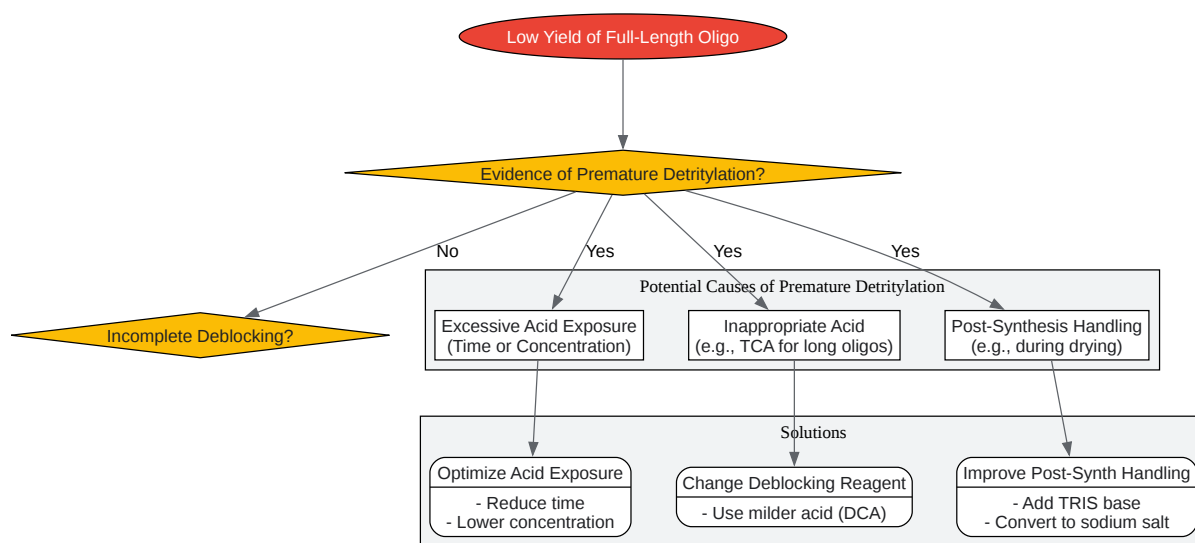 Low Yield of Full-Length Oligo
Evidence of Premature Detritylation?
No
Yes
Yes
Yes
Potential Causes of Premature Detritylation
Incomplete Deblocking?
Excessive Acid Exposure
(Time or Concentration)
Inappropriate Acid
(e.g., TCA for long oligos)
Post-Synthesis Handling
(e.g., during drying)
Solutions
Optimize Acid Exposure
- Reduce time
- Lower concentration
Change Deblocking Reagent
- Use milder acid (DCA)
Improve Post-Synth Handling
- Add TRIS base
- Convert to sodium salt